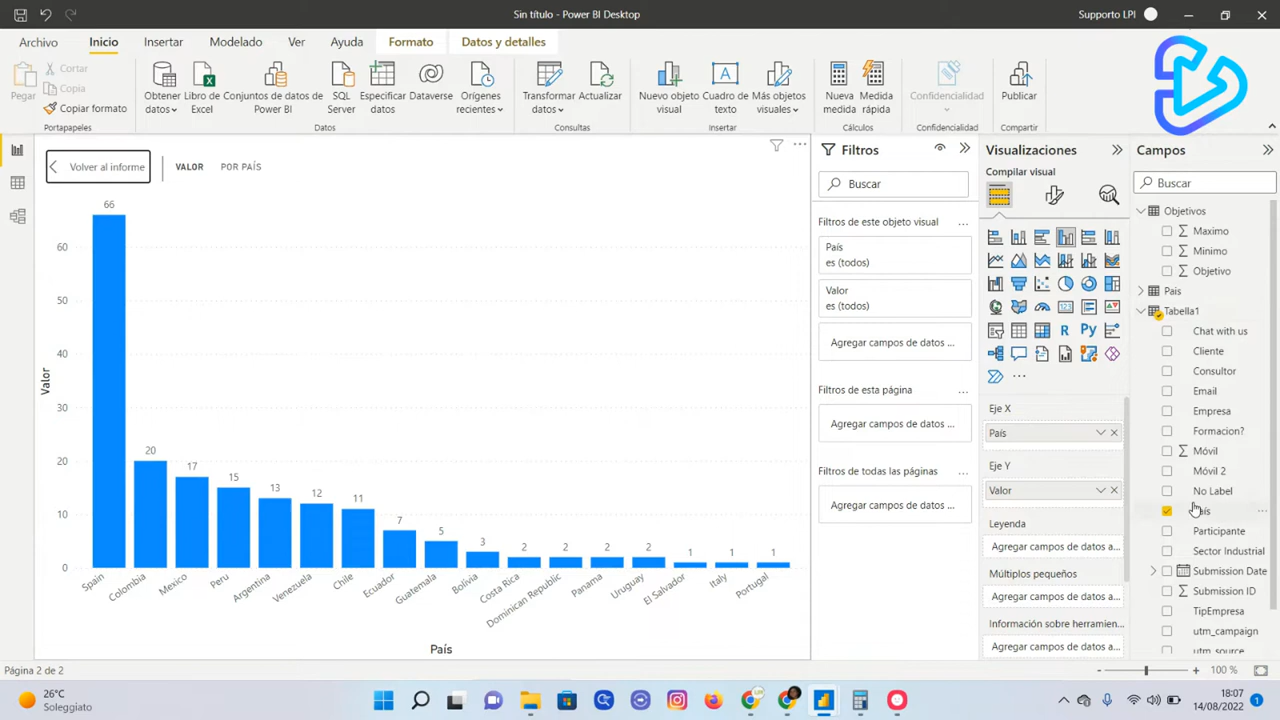 Sin título - Power BI Desktop
Supporto LPI
Archivo
Inicio
Insertar
Modelado
Ver
Ayuda
Formato
Datos y detalles
Pegar
Cortar
Copia
Copiar formato
Portapapeles
Obtener datos
Libro de Excel
Conjuntos de datos de Power BI
SQL Server
Especificar datos
Dataverse
Orígenes recientes
Datos
Transformar datos
Actualizar
Consultas
Nuevo objeto visual
Cuadro de texto
Más objetos visuales
Insertar
Nueva medida
Medida rápida
Cálculos
Confidencialidad
Confidencialidad
Publicar
Compartir
Volver al informe
VALOR
POR PAÍS
66
20
17
15
13
12
11
7
5
3
2
2
2
2
1
1
1
60
50
40
30
20
10
0
Valor
Spain
Colombia
Mexico
Peru
Argentina
Venezuela
Chile
Ecuador
Guatemala
Bolivia
Costa Rica
Dominican Republic
Panama
Uruguay
El Salvador
Italy
Portugal
País
Filtros
Buscar
Filtros de este objeto visual
País
es (todos)
Valor
es (todos)
Agregar campos de datos ...
Filtros de esta página
Agregar campos de datos ...
Filtros de todas las páginas
Agregar campos de datos ...
Visualizaciones
Compilar visual
R
Py
Eje X
País
Eje Y
Valor
Leyenda
Agregar campos de datos a...
Múltiplos pequeños
Agregar campos de datos a...
Información sobre herramien...
Agregar campos de datos a...
Campos
Buscar
Objetivos
Maximo
Minimo
Objetivo
Pais
Tabella1
Chat with us
Cliente
Consultor
Email
Empresa
Formacion?
Móvil
Móvil 2
No Label
Participante
Sector Industrial
Submission Date
Submission ID
TipEmpresa
utm_campaign
utm_source
Página 2 de 2
100 %
26°C
Soleggiato
18:07
14/08/2022